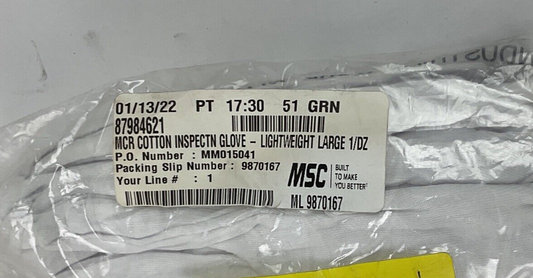 INDUSTR
01/13/22 PT 17:30 51 GRN
87984621
MCR COTTON INSPECTN GLOVE - LIGHTWEIGHT LARGE 1/DZ
P.O. Number : MM015041
Packing Slip Number : 9870167
Your Line # : 1
MSC BUILT
TO MAKE
YOU BETTER
ML 9870167